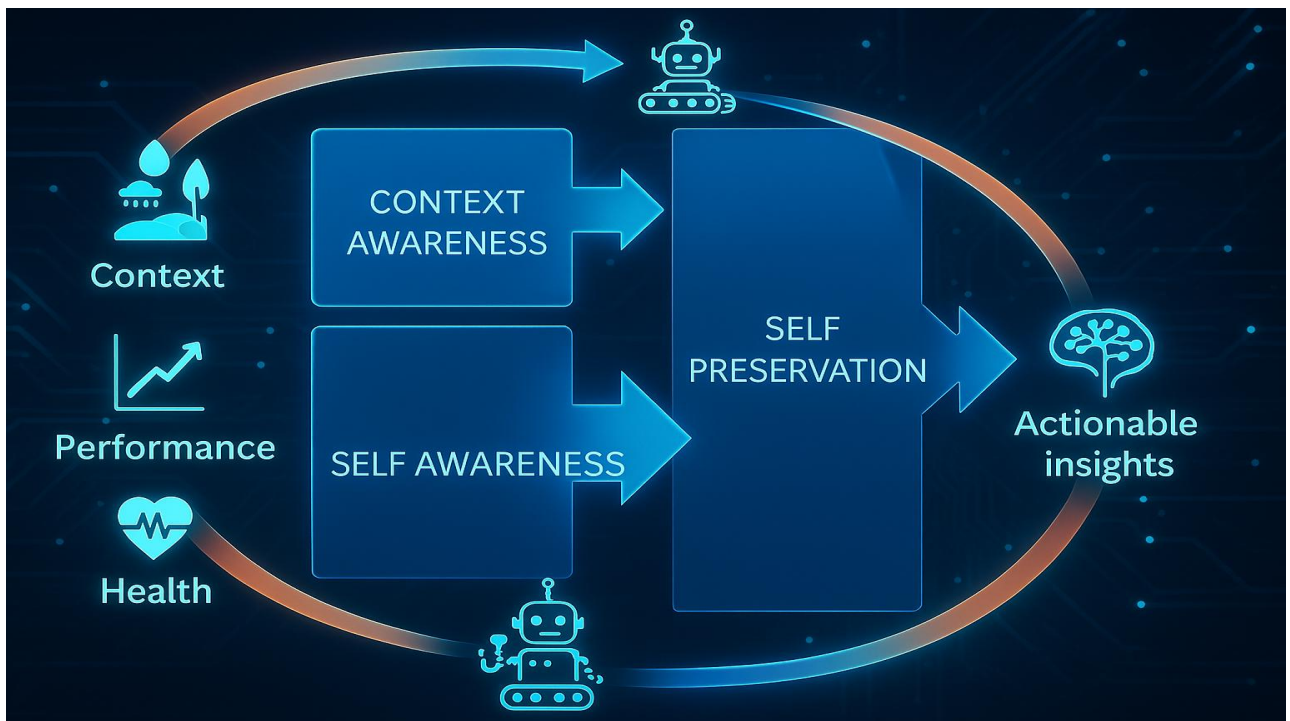 Context
Performance
Health
CONTEXT
AWARENESS
SELF AWARENESS
SELF
PRESERVATION
Actionable
insights